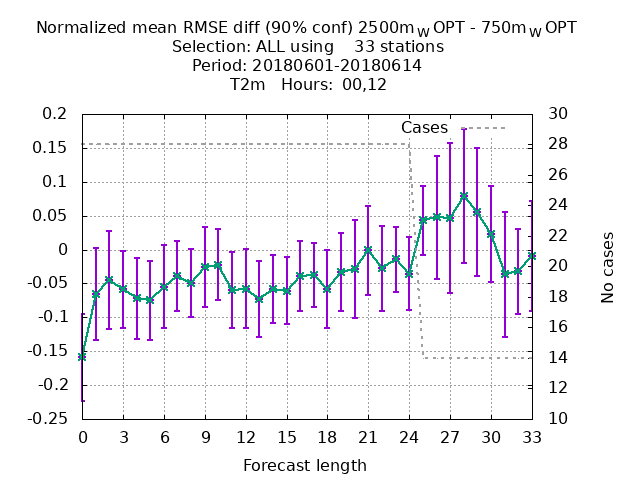 Normalized mean RMSE diff (90% conf) 2500m_W OPT - 750m_W OPT
Selection: ALL using 33 stations
Period: 20180601-20180614
T2m Hours: 00,12
Cases
0.2
0.15
0.1
0.05
0
-0.05
-0.1
-0.15
-0.2
-0.25
30
28
26
24
22
20
18
16
14
12
10
No cases
0 3 6 9 12 15 18 21 24 27 30 33
Forecast length